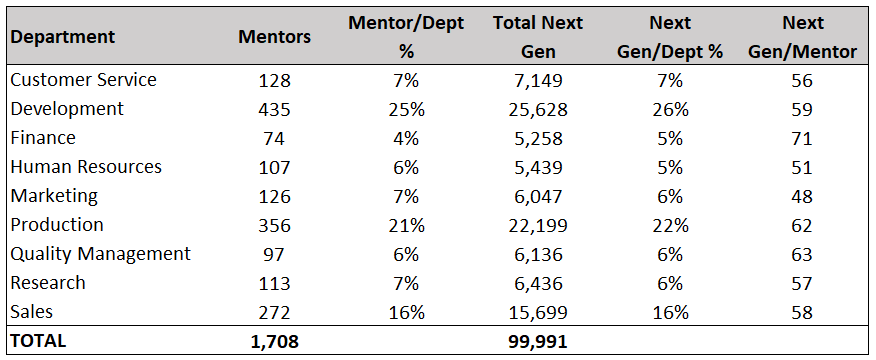 Department Mentors Mentor/Dept % Total Next Gen Next Gen/Dept % Next Gen/Mentor
Customer Service 128 7% 7,149 7% 56
Development 435 25% 25,628 26% 59
Finance 74 4% 5,258 5% 71
Human Resources 107 6% 5,439 5% 51
Marketing 126 7% 6,047 6% 48
Production 356 21% 22,199 22% 62
Quality Management 97 6% 6,136 6% 63
Research 113 7% 6,436 6% 57
Sales 272 16% 15,699 16% 58
TOTAL 1,708 99,991